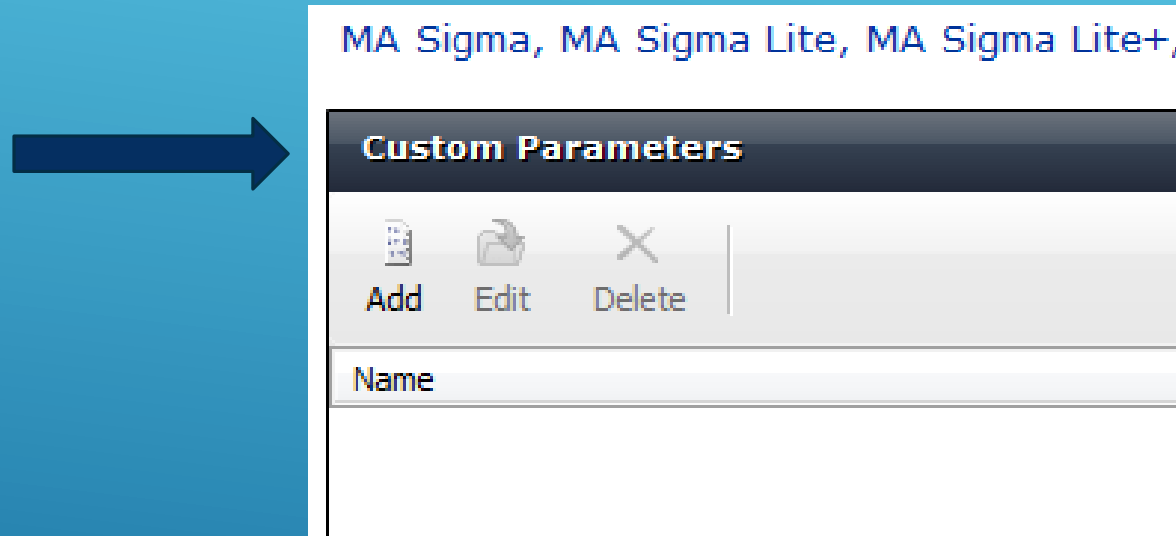 MA Sigma, MA Sigma Lite, MA Sigma Lite+,
Custom Parameters
Add Edit Delete
Name